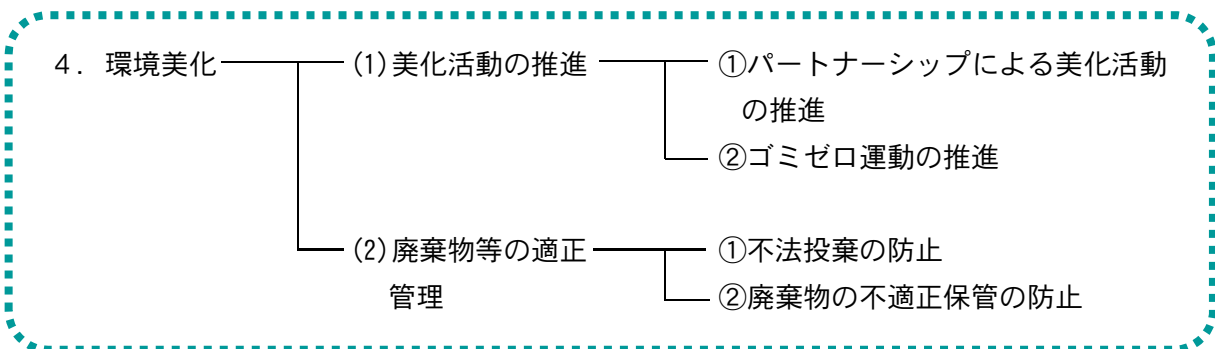 4．環境美化 (1)美化活動の推進 ①パートナーシップによる美化活動
の推進
②ゴミゼロ運動の推進
(2)廃棄物等の適正 ①不法投棄の防止
管理 ②廃棄物の不適正保管の防止